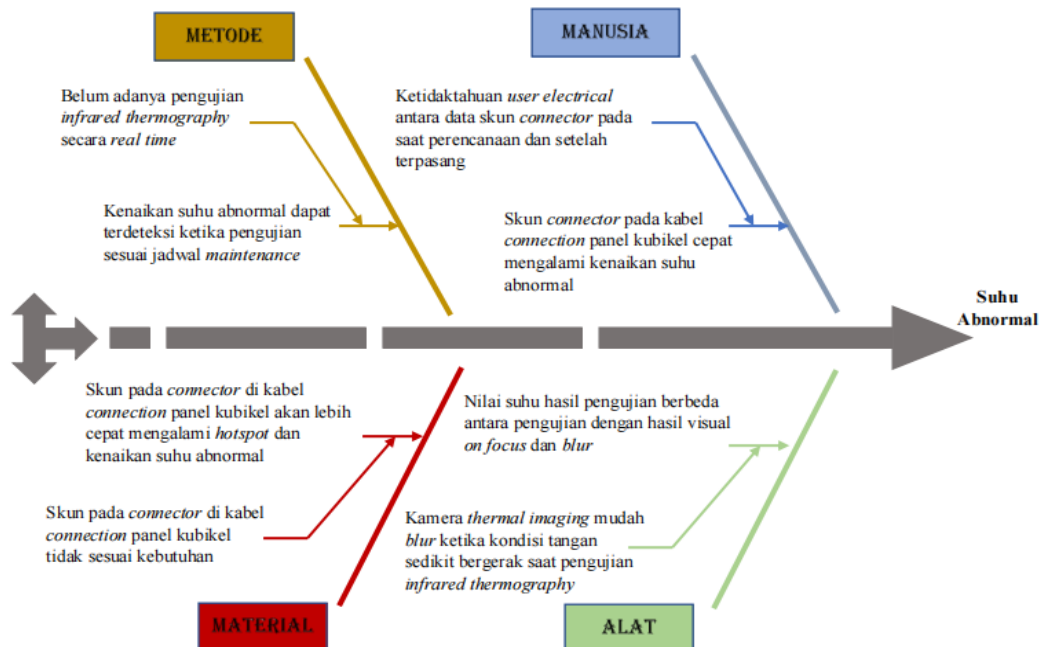 METODE
MANUSIA
Belum adanya pengujian
infrared thermography
secara real time
Ketidaktahuan user electrical
antara data skun connector pada
saat perencanaan dan setelah
terpasang
Kenaikan suhu abnormal dapat
terdeteksi ketika pengujian
sesuai jadwal maintenance
Skun connector pada kabel
connection panel kubikel cepat
mengalami kenaikan suhu
abnormal
Suhu
Abnormal
Skun pada connector di kabel
connection panel kubikel akan lebih
cepat mengalami hotspot dan
kenaikan suhu abnormal
Nilai suhu hasil pengujian berbeda
antara pengujian dengan hasil visual
on focus dan blur
Skun pada connector di kabel
connection panel kubikel
tidak sesuai kebutuhan
Kamera thermal imaging mudah
blur ketika kondisi tangan
sedikit bergerak saat pengujian
infrared thermography
MATERIAL
ALAT